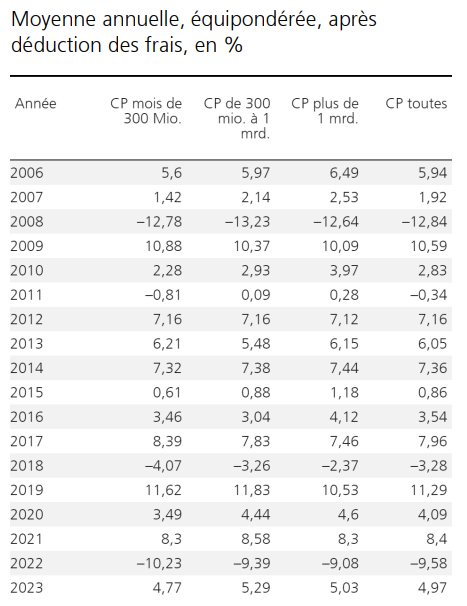 Moyenne annuelle, équipondérée, après
déduction des frais, en %
Année CP mois de 300 Mio. CP de 300 mio. à 1 mrd. CP plus de 1 mrd. CP toutes
2006 5,6 5,97 6,49 5,94
2007 1,42 2,14 2,53 1,92
2008 –12,78 –13,23 –12,64 –12,84
2009 10,88 10,37 10,09 10,59
2010 2,28 2,93 3,97 2,83
2011 –0,81 0,09 0,28 –0,34
2012 7,16 7,16 7,12 7,16
2013 6,21 5,48 6,15 6,05
2014 7,32 7,38 7,44 7,36
2015 0,61 0,88 1,18 0,86
2016 3,46 3,04 4,12 3,54
2017 8,39 7,83 7,46 7,96
2018 –4,07 –3,26 –2,37 –3,28
2019 11,62 11,83 10,53 11,29
2020 3,49 4,44 4,6 4,09
2021 8,3 8,58 8,3 8,4
2022 –10,23 –9,39 –9,08 –9,58
2023 4,77 5,29 5,03 4,97